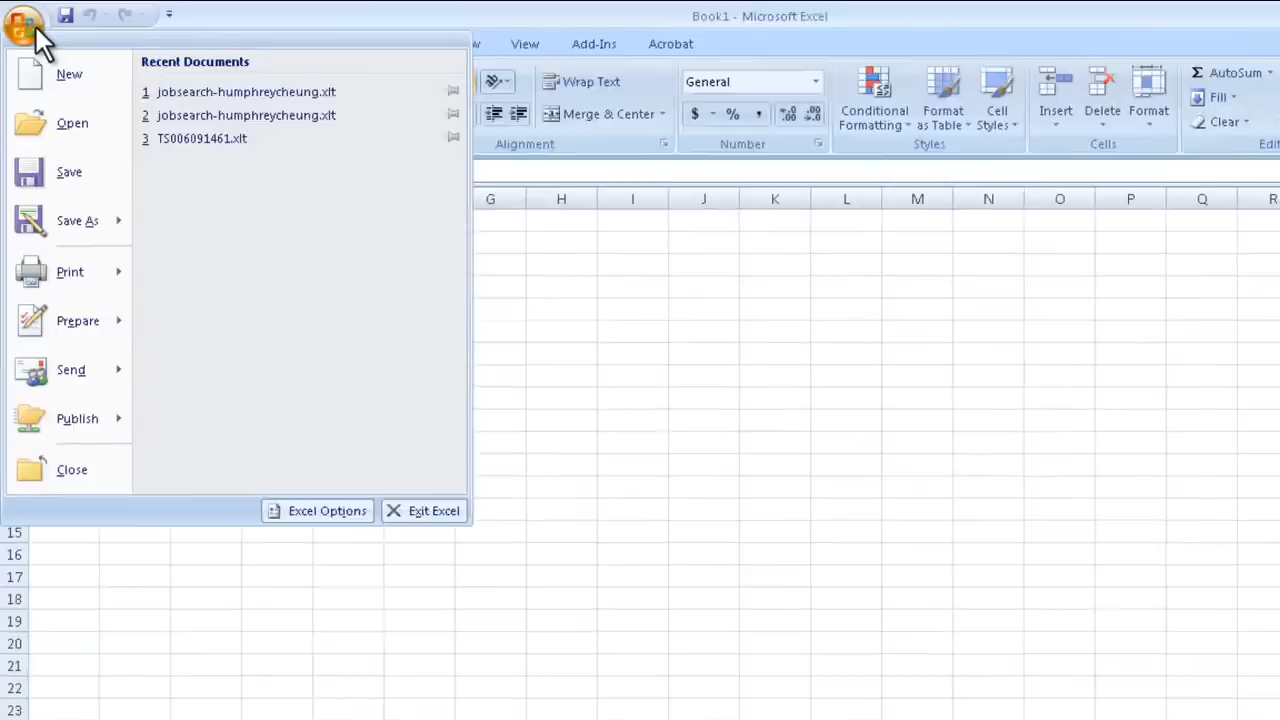 Book1 - Microsoft Excel
View Add-Ins Acrobat
New
Open
Save
Save As
Print
Prepare
Send
Publish
Close
Recent Documents
1 jobsearch-humphreycheung.xlt
2 jobsearch-humphreycheung.xlt
3 TS006091461.xlt
Excel Options
Exit Excel
Wrap Text
Merge & Center
Alignment
General
$ % ,
Number
Conditional
Formatting
Format
as Table
Cell
Styles
Styles
Insert
Delete
Format
Cells
Σ AutoSum
Fill
Clear
G H I J K L M N O P Q R
15
16
17
18
19
20
21
22
23